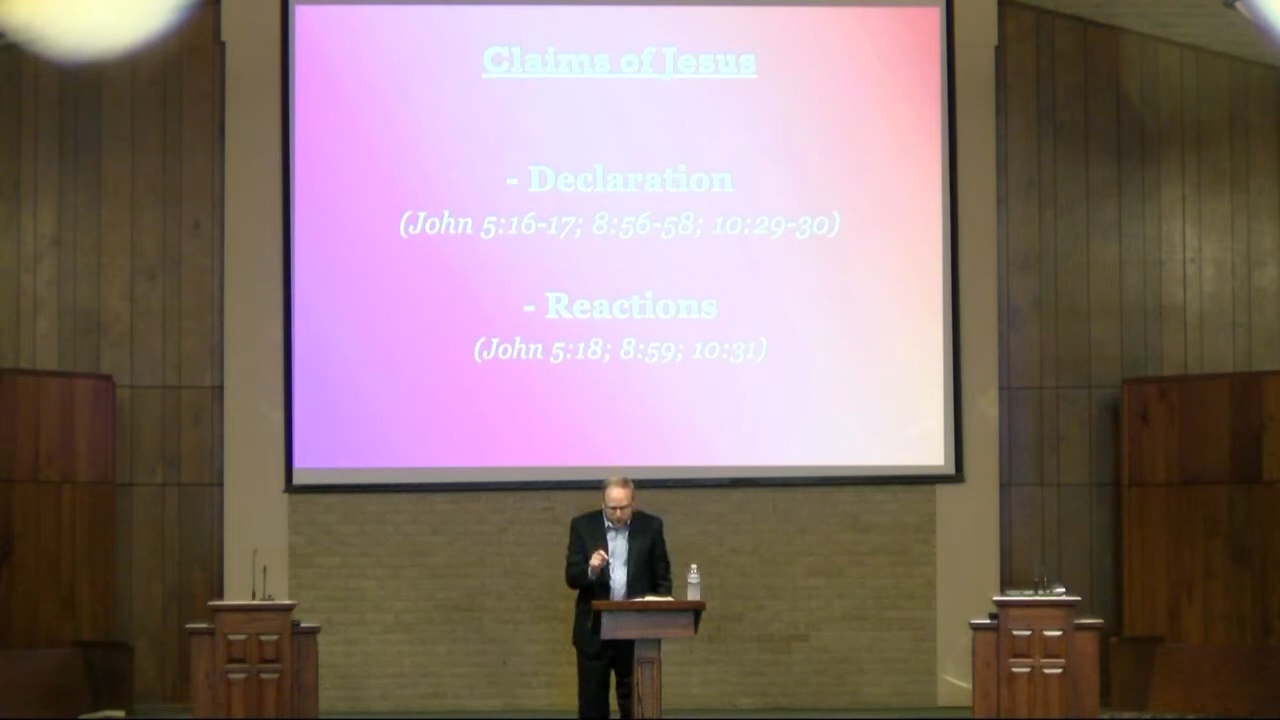 Claims of Jesus
- Declaration
(John 5:16-17; 8:56-58; 10:29-30)
- Reactions
(John 5:18; 8:59; 10:31)